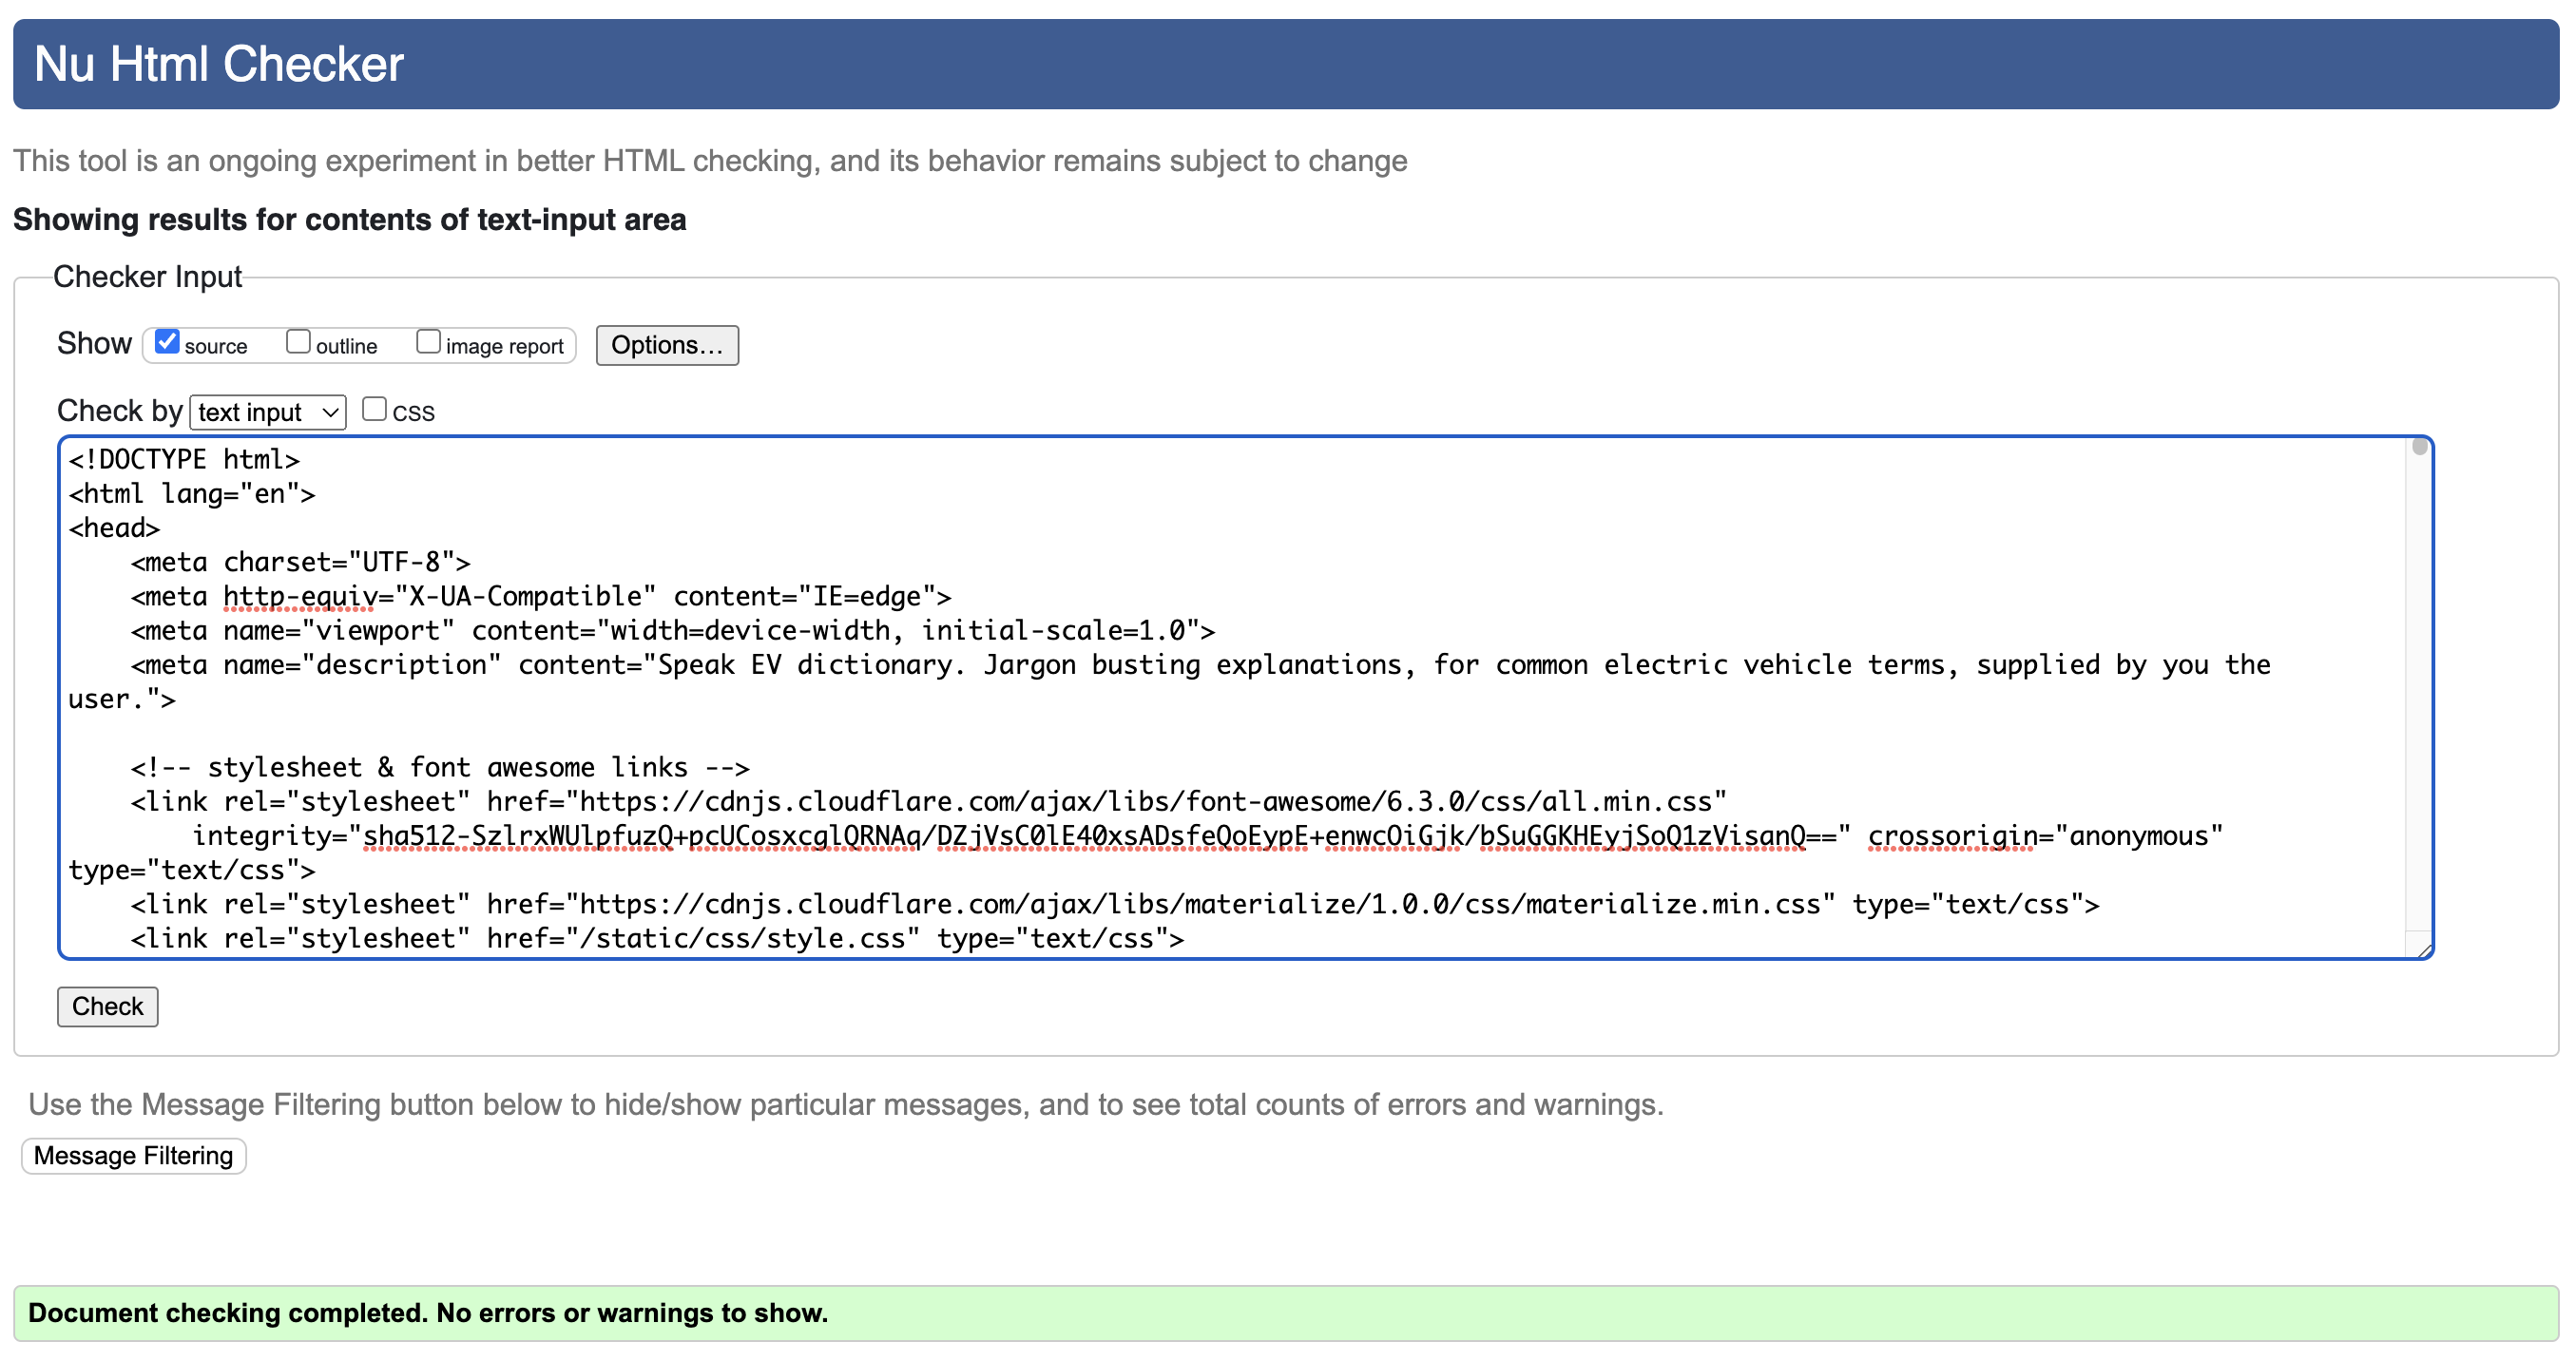 Nu Html Checker
This tool is an ongoing experiment in better HTML checking, and its behavior remains subject to change
Showing results for contents of text-input area
Checker Input
Show source outline image report Options...
Check by text input CSS
<!DOCTYPE html>
<html lang="en">
<head>
    <meta charset="UTF-8">
    <meta http-equiv="X-UA-Compatible" content="IE=edge">
    <meta name="viewport" content="width=device-width, initial-scale=1.0">
    <meta name="description" content="Speak EV dictionary. Jargon busting explanations, for common electric vehicle terms, supplied by you the
user.">
    <!-- stylesheet & font awesome links -->
    <link rel="stylesheet" href="https://cdnjs.cloudflare.com/ajax/libs/font-awesome/6.3.0/css/all.min.css"
        integrity="sha512-SzlrxWUlpfuzQ+pcUCosxcglQRNAq/DZjVsC0lE40xsADsfeQoEypE+enwcOiGjk/bSuGGKHEyjSoQ1zVisanQ==" crossorigin="anonymous"
type="text/css">
    <link rel="stylesheet" href="https://cdnjs.cloudflare.com/ajax/libs/materialize/1.0.0/css/materialize.min.css" type="text/css">
    <link rel="stylesheet" href="/static/css/style.css" type="text/css">
Check
Use the Message Filtering button below to hide/show particular messages, and to see total counts of errors and warnings.
Message Filtering
Document checking completed. No errors or warnings to show.